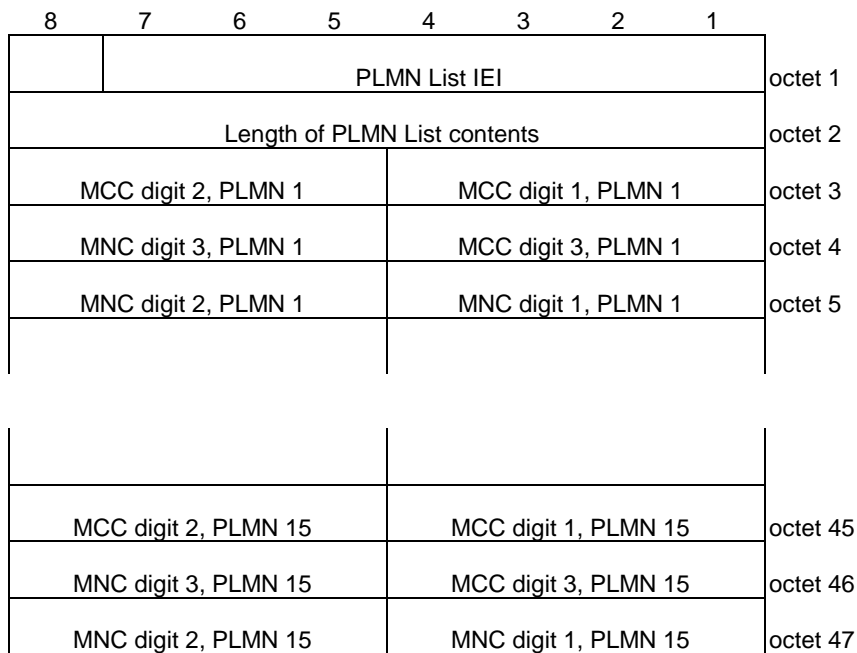 8 7 6 5 4 3 2 1
PLMN List IEI octet 1
Length of PLMN List contents octet 2
MCC digit 2, PLMN 1 MCC digit 1, PLMN 1 octet 3
MNC digit 3, PLMN 1 MCC digit 3, PLMN 1 octet 4
MNC digit 2, PLMN 1 MNC digit 1, PLMN 1 octet 5
MCC digit 2, PLMN 15 MCC digit 1, PLMN 15 octet 45
MNC digit 3, PLMN 15 MCC digit 3, PLMN 15 octet 46
MNC digit 2, PLMN 15 MNC digit 1, PLMN 15 octet 47